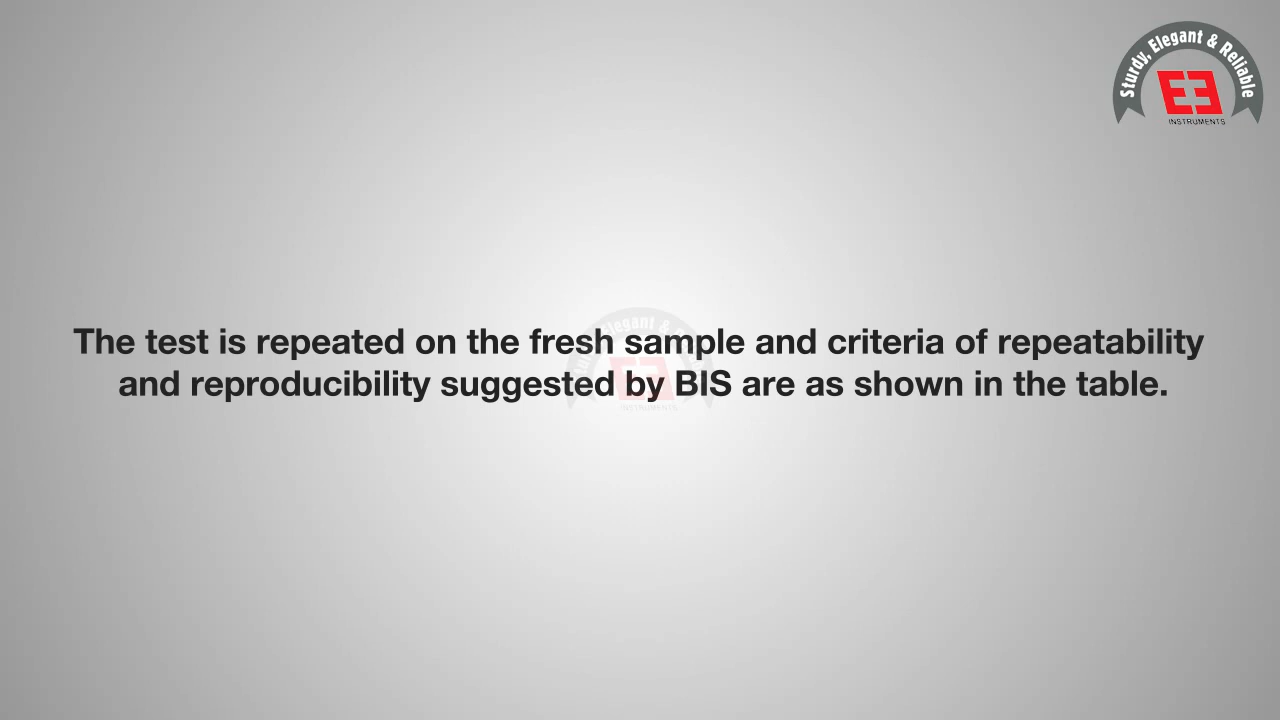 Sturdy, Elegant & Reliable
INSTRUMENTS
The test is repeated on the fresh sample and criteria of repeatability
and reproducibility suggested by BIS are as shown in the table.